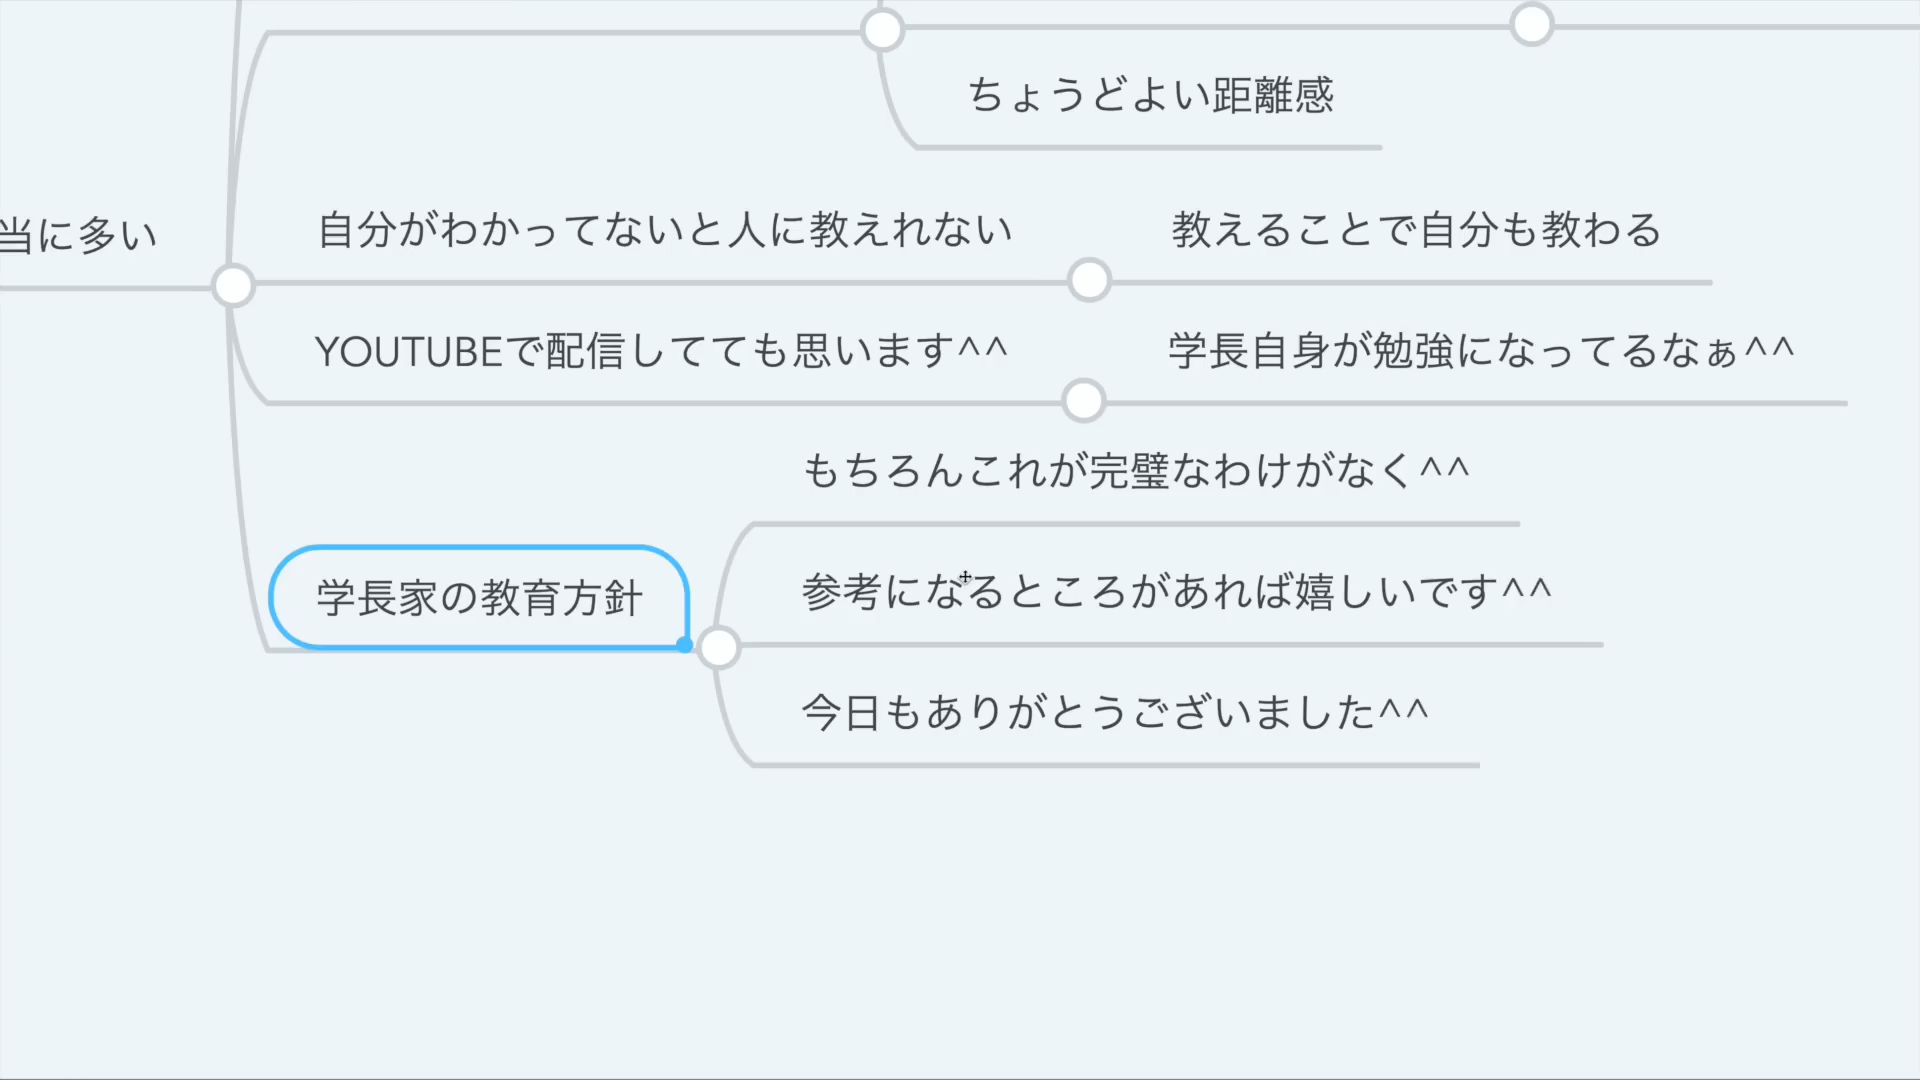 ちょうどよい距離感
当に多い
自分がわかってないと人に教えれない
教えることで自分も教わる
YOUTUBEで配信してても思います^^
学長自身が勉強になってるなぁ^^
もちろんこれが完璧なわけがなく^^
学長家の教育方針
参考になるところがあれば嬉しいです^^
今日もありがとうございました^^